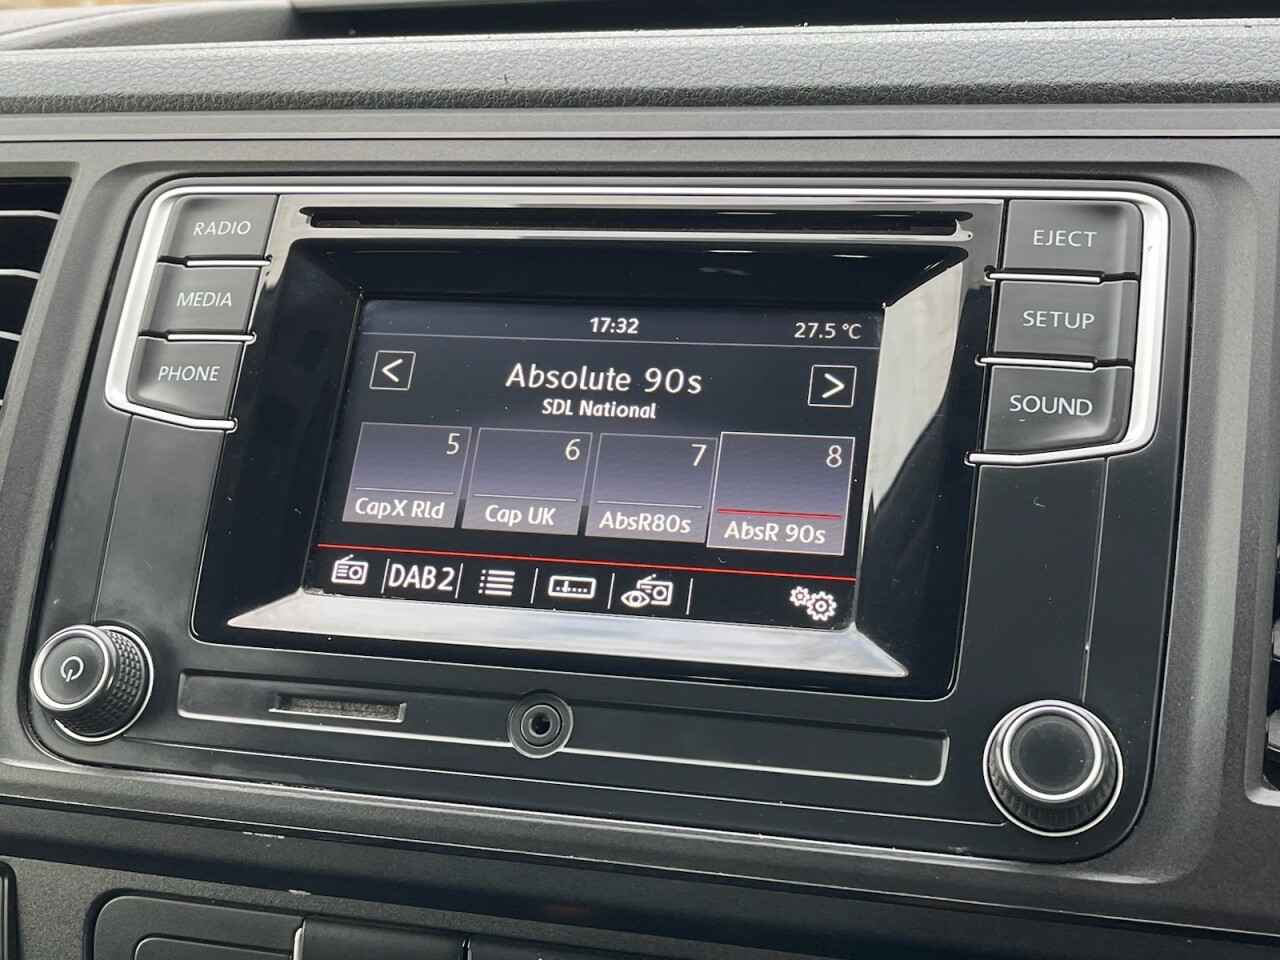 RADIO
MEDIA
PHONE
EJECT
SETUP
SOUND
17:32
27.5 °C
<
Absolute 90s
>
SDL National
5
6
7
8
CapX Rld
Cap UK
AbsR80s
AbsR 90s
DAB2